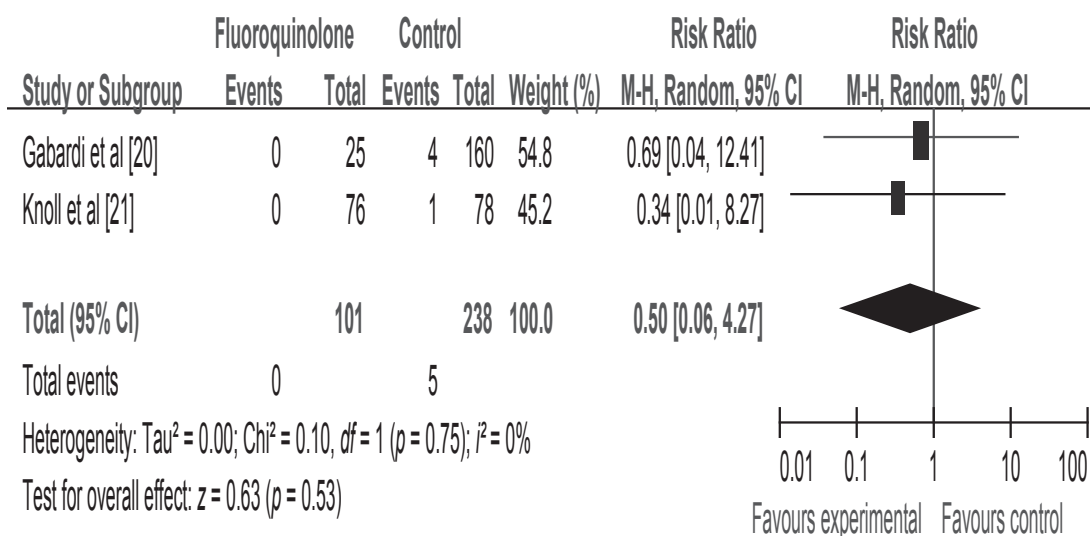 Fluoroquinolone Control Risk Ratio Risk Ratio
Study or Subgroup Events Total Events Total Weight (%) M-H, Random, 95% CI M-H, Random, 95% CI
Gabardi et al [20] 0 25 4 160 54.8 0.69 [0.04, 12.41]
Knoll et al [21] 0 76 1 78 45.2 0.34 [0.01, 8.27]
Total (95% CI) 101 238 100.0 0.50 [0.06, 4.27]
Total events 0 5
Heterogeneity: Tau² = 0.00; Chi² = 0.10, df = 1 (p = 0.75); i² = 0%
Test for overall effect: z = 0.63 (p = 0.53)
0.01 0.1 1 10 100
Favours experimental Favours control